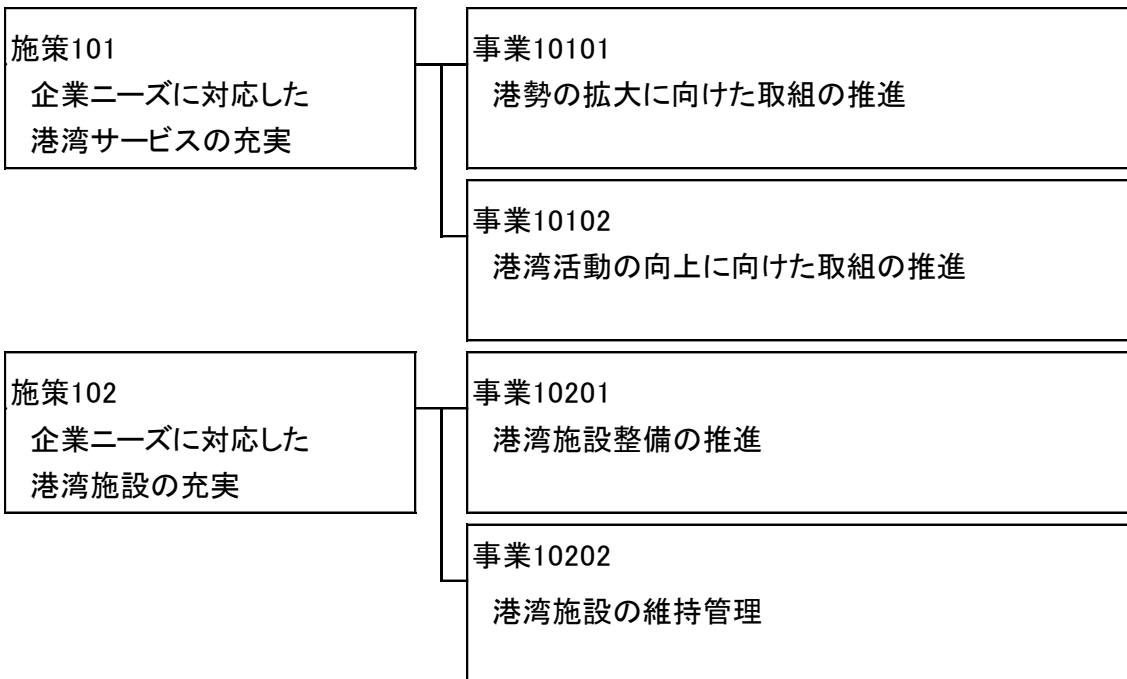 施策101
企業ニーズに対応した
港湾サービスの充実
事業10101
港勢の拡大に向けた取組の推進
事業10102
港湾活動の向上に向けた取組の推進
施策102
企業ニーズに対応した
港湾施設の充実
事業10201
港湾施設整備の推進
事業10202
港湾施設の維持管理